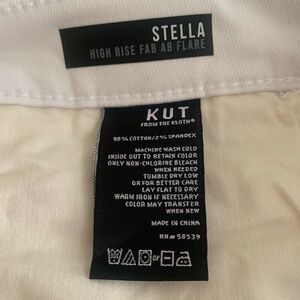 STELLA
HIGH RISE FAB AB FLARE
KUT
FROM THE KLOTH®
98% COTTON/2% SPANDEX
MACHINE WASH COLD
INSIDE OUT TO RETAIN COLOR
ONLY NON-CHLORINE BLEACH
WHEN NEEDED
TUMBLE DRY LOW
OR FOR BETTER CARE
LAY FLAT TO DRY
WARM IRON IF NECESSARY
COLOR MAY TRANSFER
WHEN NEW
MADE IN CHINA
RN# 58539
or